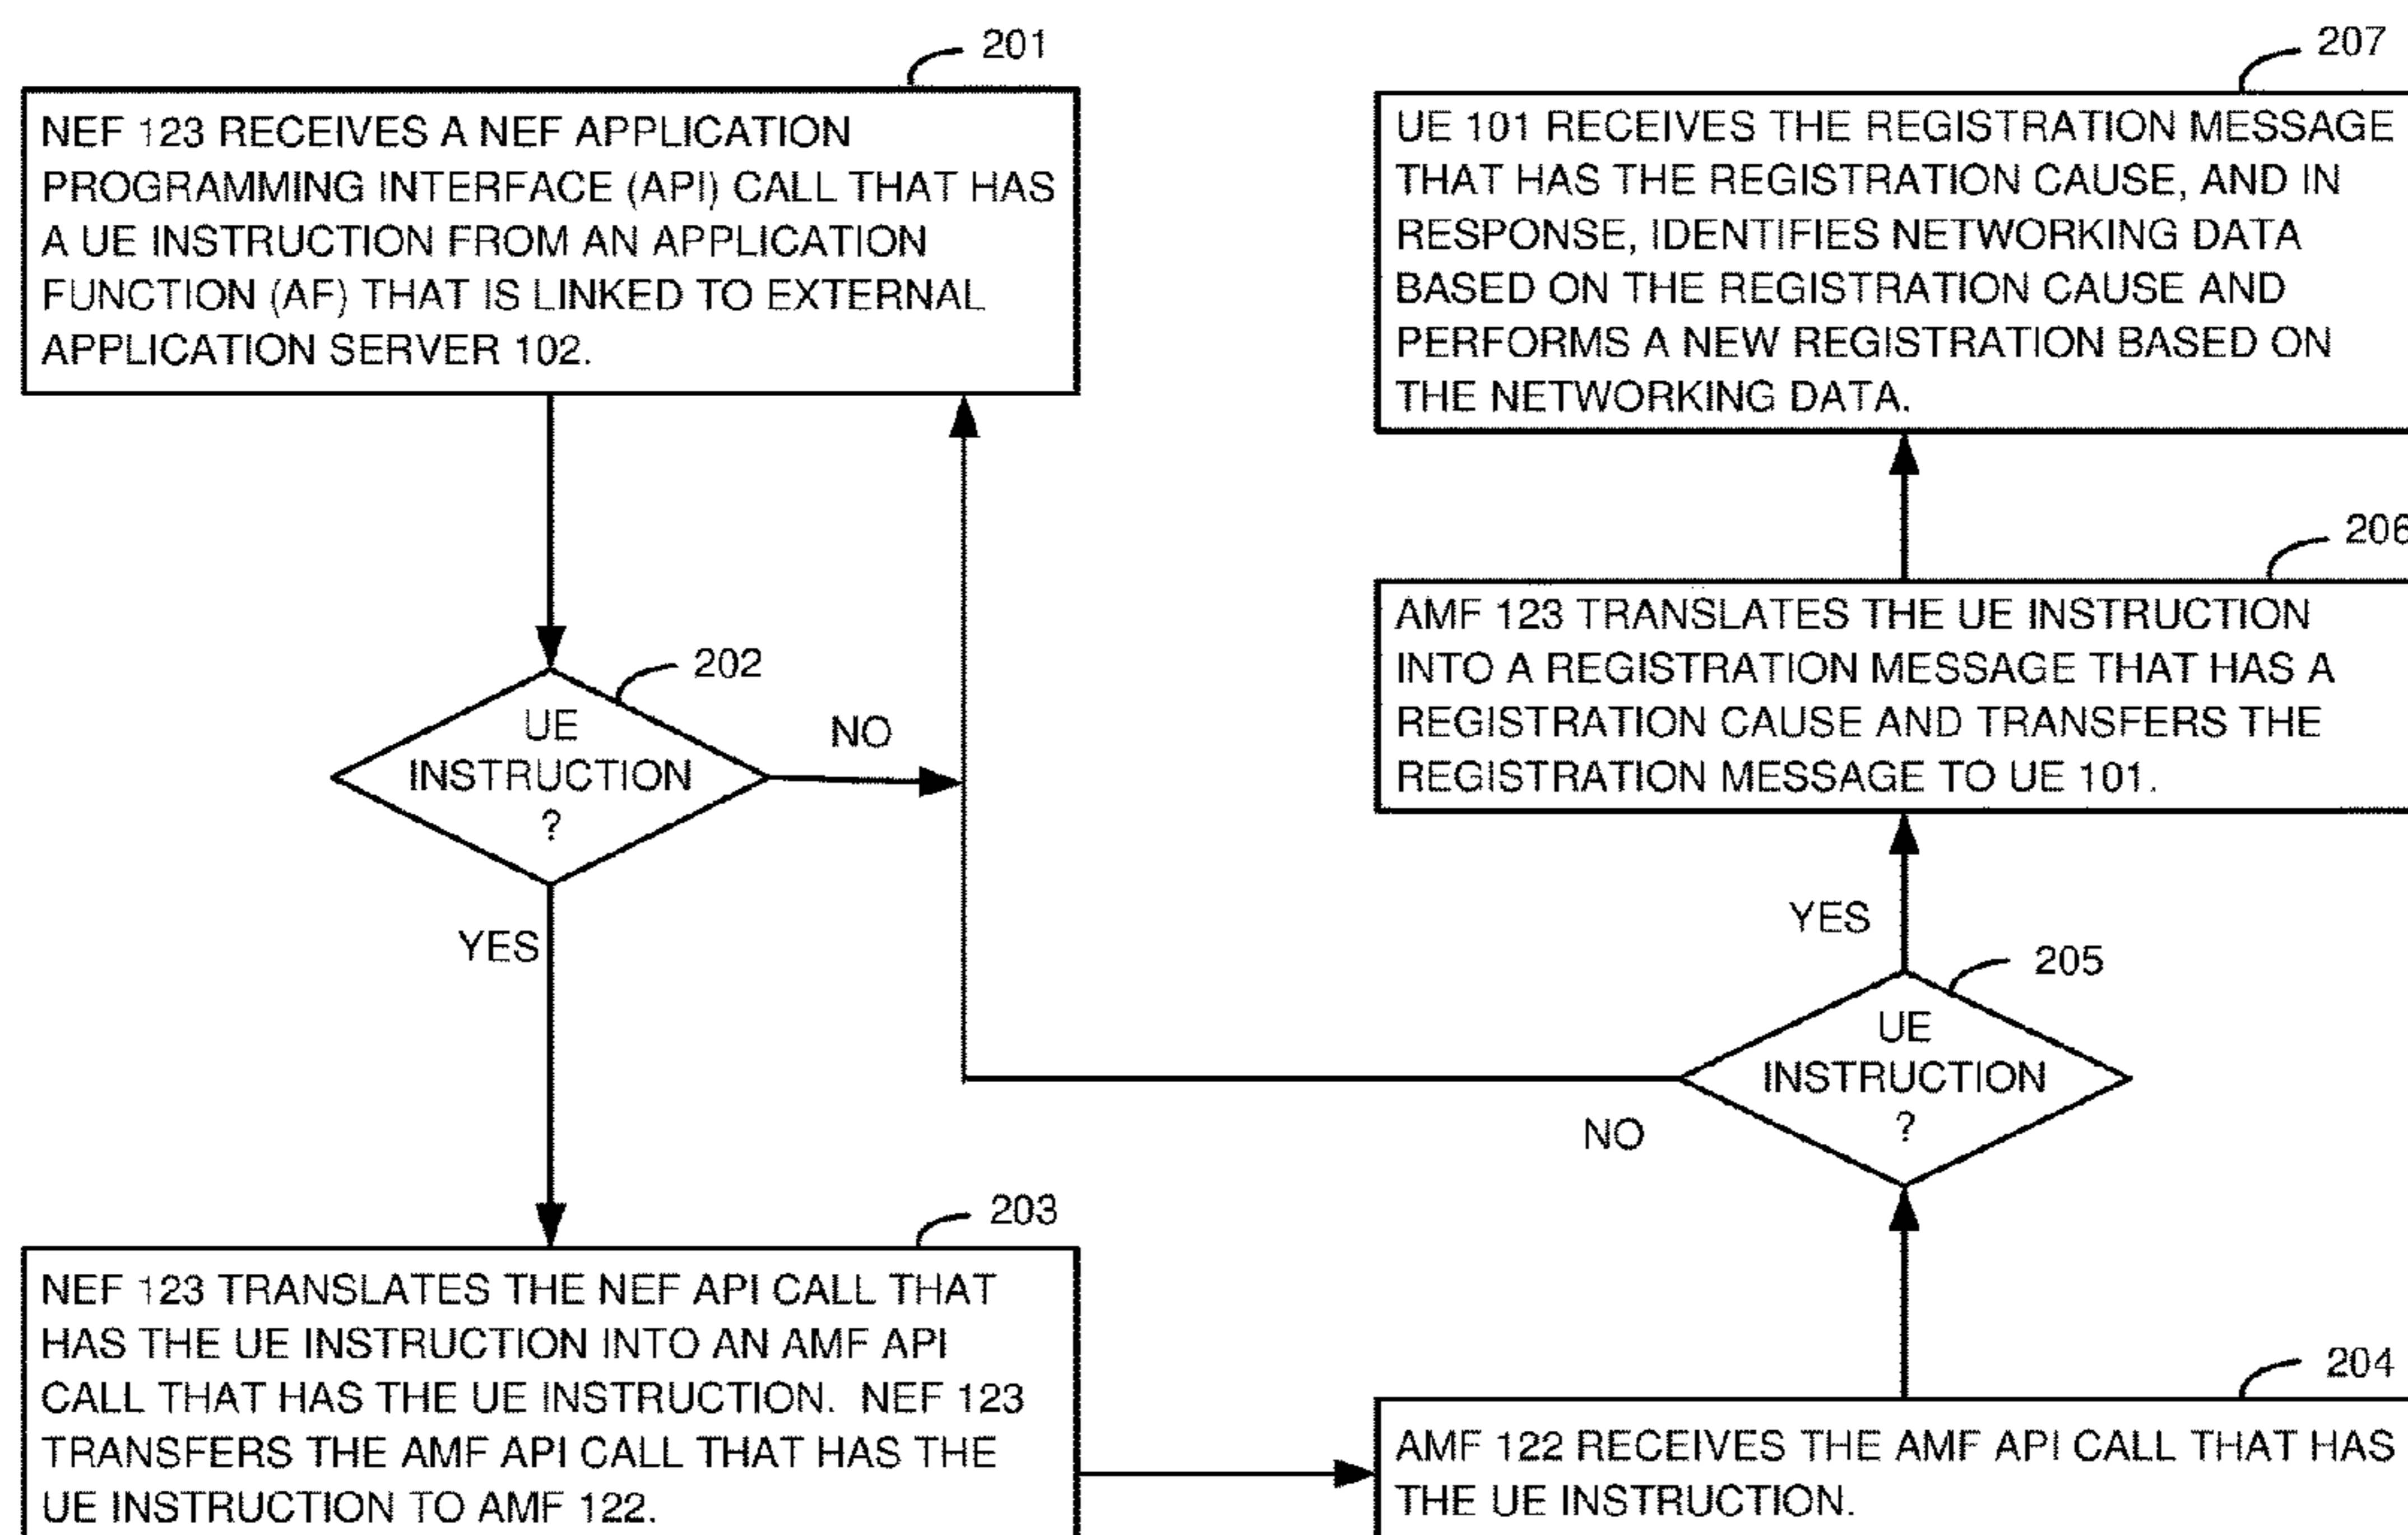 201
NEF 123 RECEIVES A NEF APPLICATION
PROGRAMMING INTERFACE (API) CALL THAT HAS
A UE INSTRUCTION FROM AN APPLICATION
FUNCTION (AF) THAT IS LINKED TO EXTERNAL
APPLICATION SERVER 102.
202
UE
INSTRUCTION
?
NO
YES
203
NEF 123 TRANSLATES THE NEF API CALL THAT
HAS THE UE INSTRUCTION INTO AN AMF API
CALL THAT HAS THE UE INSTRUCTION. NEF 123
TRANSFERS THE AMF API CALL THAT HAS THE
UE INSTRUCTION TO AMF 122.
204
AMF 122 RECEIVES THE AMF API CALL THAT HAS
THE UE INSTRUCTION.
205
UE
INSTRUCTION
?
NO
YES
206
AMF 123 TRANSLATES THE UE INSTRUCTION
INTO A REGISTRATION MESSAGE THAT HAS A
REGISTRATION CAUSE AND TRANSFERS THE
REGISTRATION MESSAGE TO UE 101.
207
UE 101 RECEIVES THE REGISTRATION MESSAGE
THAT HAS THE REGISTRATION CAUSE, AND IN
RESPONSE, IDENTIFIES NETWORKING DATA
BASED ON THE REGISTRATION CAUSE AND
PERFORMS A NEW REGISTRATION BASED ON
THE NETWORKING DATA.